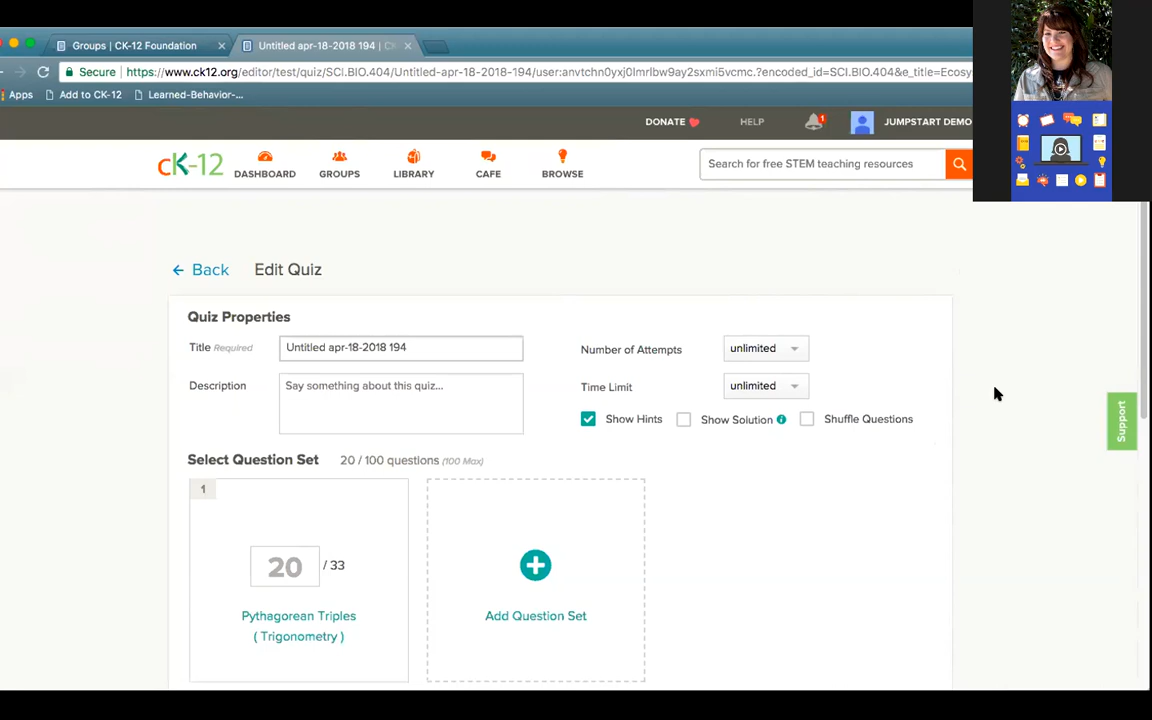 Groups | CK-12 Foundation
Untitled apr-18-2018 194 | C
Secure | https://www.ck12.org/editor/test/quiz/SCI.BIO.404/Untitled-apr-18-2018-194/user:anvtchn0yxj0lmrlbw9ay2sxmi5vcmc.?encoded_id=SCI.BIO.404&e_title=Ecosy
Apps Add to CK-12 Learned-Behavior-...
DONATE HELP 1 JUMPSTART DEMO
cK-12 DASHBOARD GROUPS LIBRARY CAFE BROWSE Search for free STEM teaching resources
← Back Edit Quiz
Quiz Properties
Title Required Untitled apr-18-2018 194 Number of Attempts unlimited
Description Say something about this quiz... Time Limit unlimited
Show Hints Show Solution i Shuffle Questions
Support
Select Question Set 20 / 100 questions (100 Max)
1
20 / 33
Pythagorean Triples
( Trigonometry )
Add Question Set